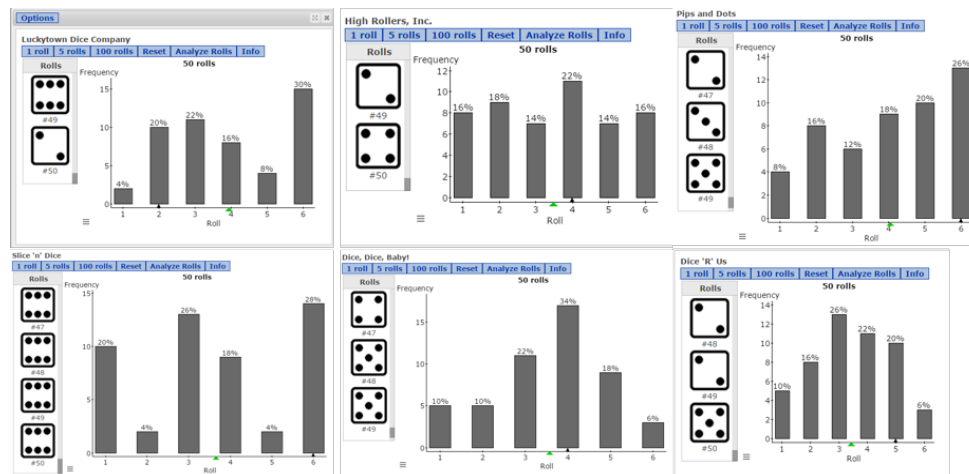 Options
Luckytown Dice Company
1 roll 5 rolls 100 rolls Reset Analyze Rolls Info
Rolls
50 rolls
Frequency
#49
#50
15
10
5
0
4%
20%
22%
16%
8%
30%
1 2 3 4 5 6
Roll
High Rollers, Inc.
1 roll 5 rolls 100 rolls Reset Analyze Rolls Info
Rolls
50 rolls
Frequency
#49
#50
12
10
8
6
4
2
0
16%
18%
14%
22%
14%
16%
1 2 3 4 5 6
Roll
Pips and Dots
1 roll 5 rolls 100 rolls Reset Analyze Rolls Info
Rolls
50 rolls
Frequency
#47
#48
#49
14
12
10
8
6
4
2
0
8%
16%
12%
18%
20%
26%
1 2 3 4 5 6
Roll
Slice 'n' Dice
1 roll 5 rolls 100 rolls Reset Analyze Rolls Info
Rolls
50 rolls
Frequency
#47
#48
#49
#50
15
10
5
0
20%
4%
26%
18%
4%
28%
1 2 3 4 5 6
Roll
Dice, Dice, Baby!
1 roll 5 rolls 100 rolls Reset Analyze Rolls Info
Rolls
50 rolls
Frequency
#47
#48
#49
15
10
5
0
10%
10%
22%
34%
18%
6%
1 2 3 4 5 6
Roll
Dice 'R' Us
1 roll 5 rolls 100 rolls Reset Analyze Rolls Info
Rolls
50 rolls
Frequency
#48
#49
#50
14
12
10
8
6
4
2
0
10%
16%
26%
22%
20%
6%
1 2 3 4 5 6
Roll